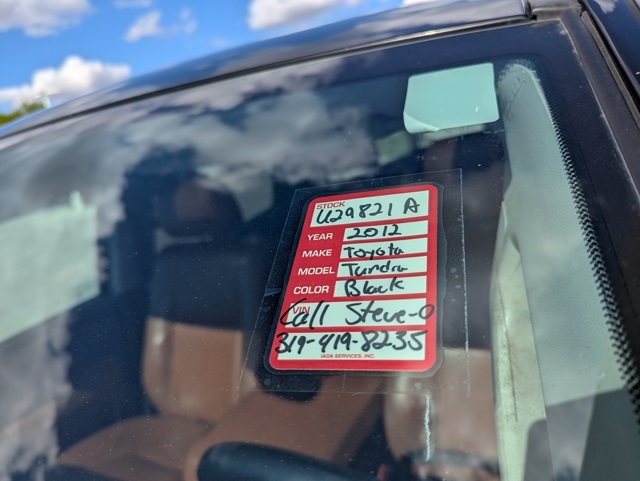 STOCK
U29821 A
YEAR 2012
MAKE Toyota
MODEL Tundra
COLOR Black
VIN
Call Steve-O
319-419-8235
IADA SERVICES, INC.